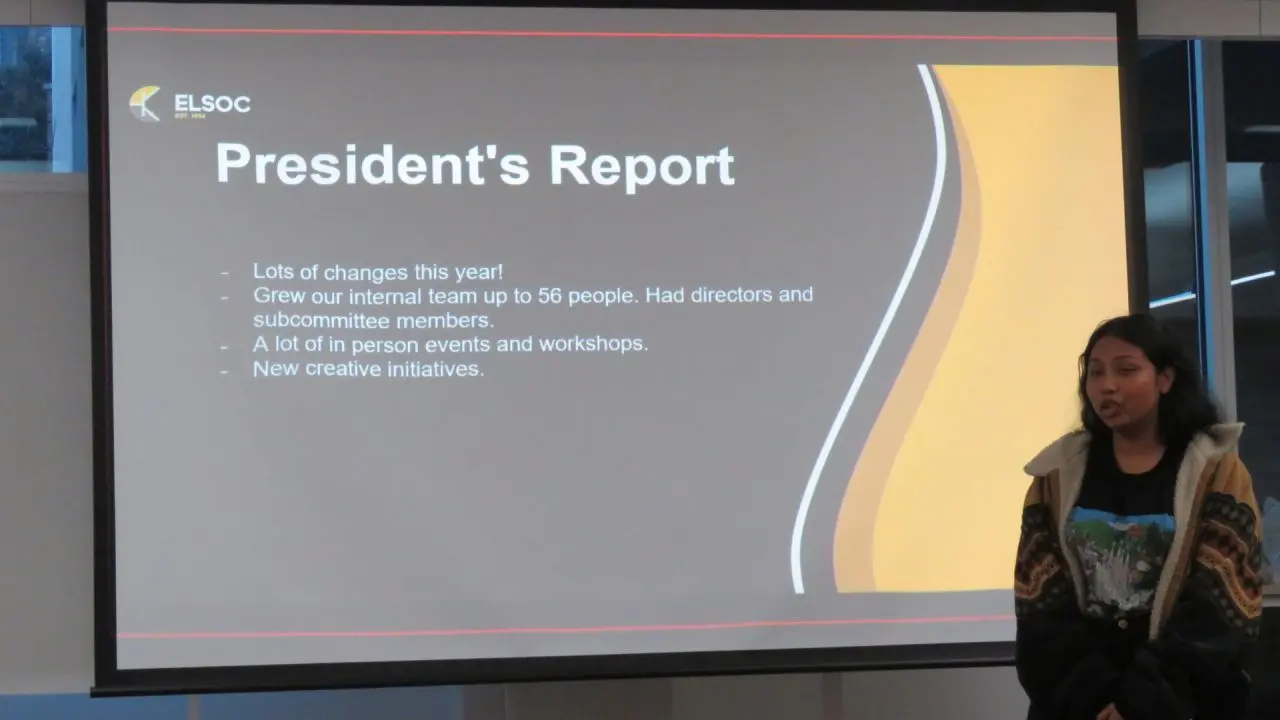 ELSOC
EST. 1954
President's Report
- Lots of changes this year!
- Grew our internal team up to 56 people. Had directors and
subcommittee members.
- A lot of in person events and workshops.
- New creative initiatives.